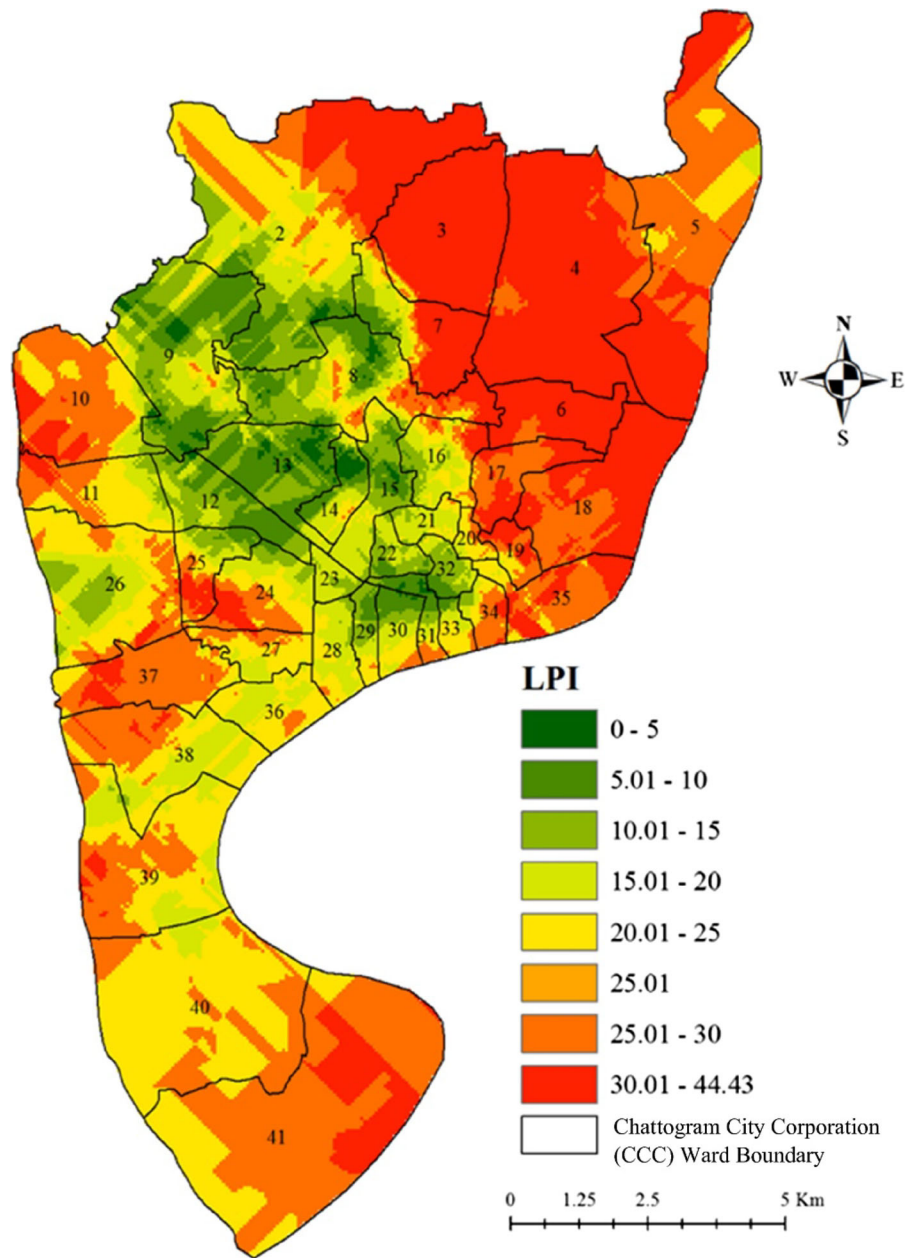 3
2
5
4
7
9
8
10
6
16
13
17
15
11
12
18
14
21
20
19
22
25
32
23
26
24
35
34
29
30
31
33
27
28
37
36
38
39
40
41
N
W
E
S
LPI
0 - 5
5.01 - 10
10.01 - 15
15.01 - 20
20.01 - 25
25.01
25.01 - 30
30.01 - 44.43
Chattogram City Corporation
(CCC) Ward Boundary
0 1.25 2.5 5 Km